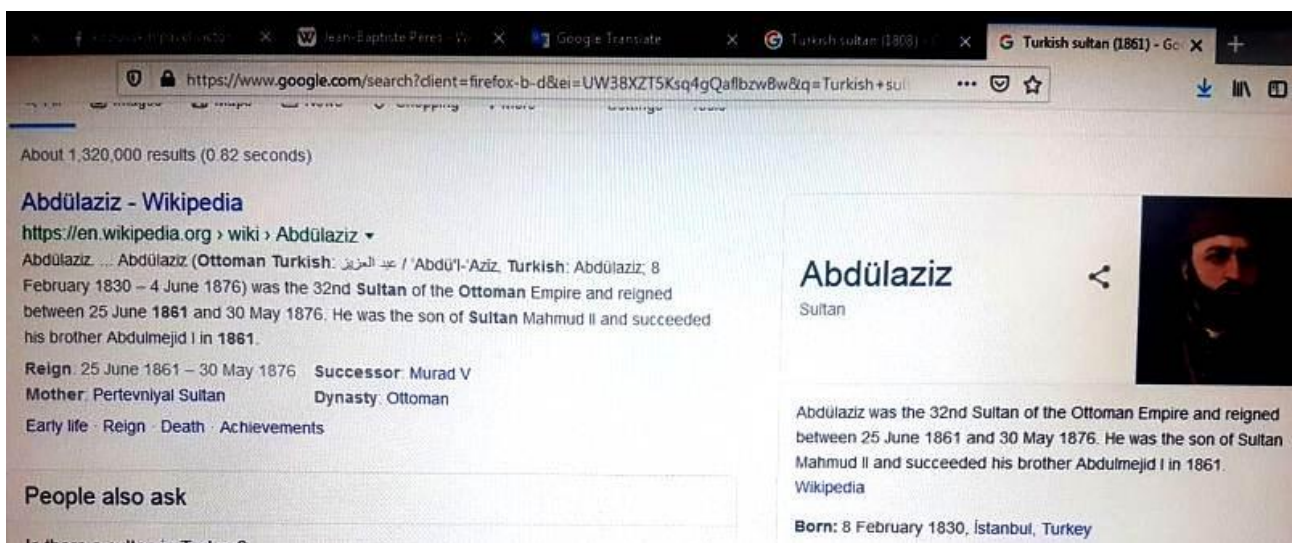 Jean-Baptiste Peres - W
Google Translate
Turkish sultan (1808) - G
Turkish sultan (1861) - Go
https://www.google.com/search?client=firefox-b-d&ei=UW38XZT5Ksq4gQaflbzwBw&q=Turkish+sul
About 1,320,000 results (0.82 seconds)
Abdülaziz - Wikipedia
https://en.wikipedia.org › wiki › Abdülaziz
Abdülaziz. ... Abdülaziz (Ottoman Turkish: عبد العزيز / 'Abdü'l-'Azīz, Turkish: Abdülaziz; 8
February 1830 – 4 June 1876) was the 32nd Sultan of the Ottoman Empire and reigned
between 25 June 1861 and 30 May 1876. He was the son of Sultan Mahmud II and succeeded
his brother Abdulmejid I in 1861.
Reign: 25 June 1861 – 30 May 1876 Successor: Murad V
Mother: Pertevniyal Sultan Dynasty: Ottoman
Early life · Reign · Death · Achievements
People also ask
Abdülaziz
Sultan
Abdülaziz was the 32nd Sultan of the Ottoman Empire and reigned
between 25 June 1861 and 30 May 1876. He was the son of Sultan
Mahmud II and succeeded his brother Abdulmejid I in 1861.
Wikipedia
Born: 8 February 1830, İstanbul, Turkey